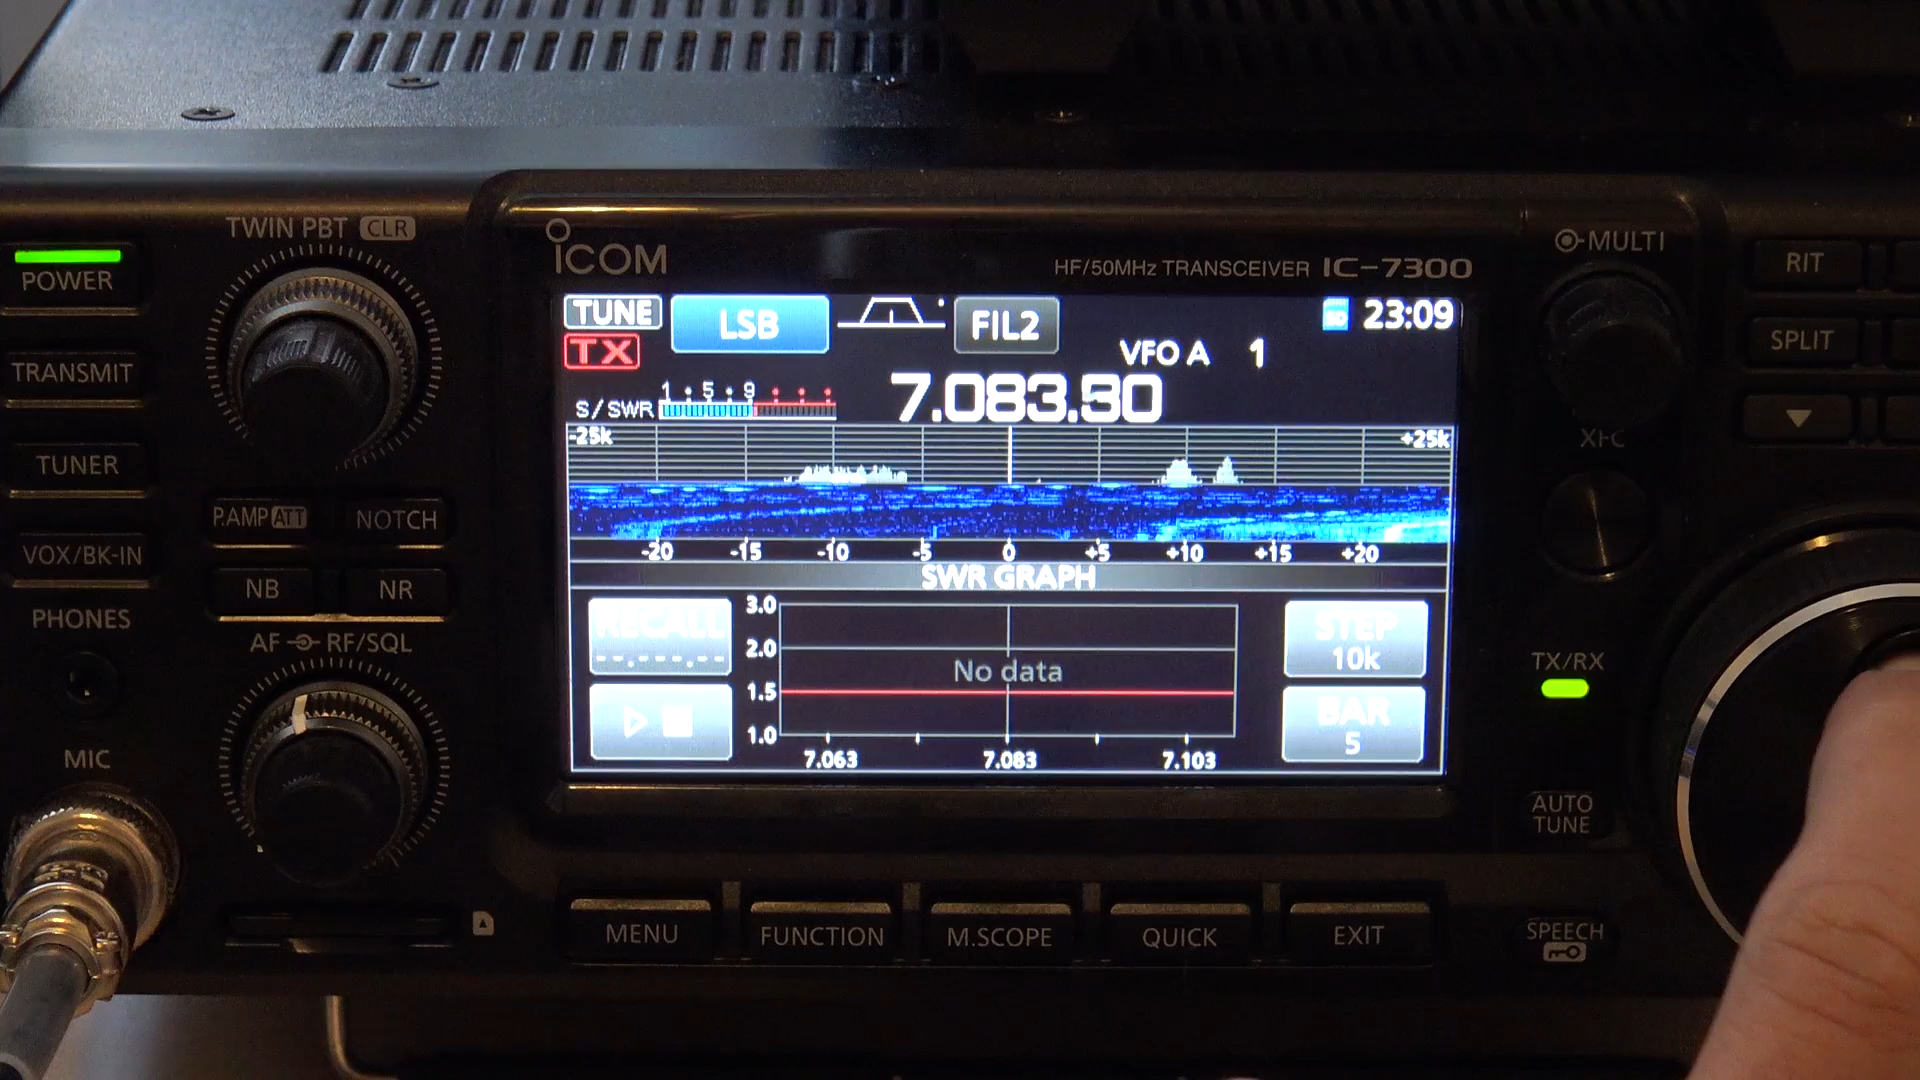 TWIN PBT CLR
POWER
TRANSMIT
TUNER
VOX/BK-IN
P.AMP ATT
NOTCH
NB
NR
PHONES
AF RF/SQL
MIC
ICOM
HF/50MHz TRANSCEIVER IC-7300
TUNE
LSB
FIL2
23:09
TX
VFO A 1
1 • 5 • 9
S/SWR
7.083.30
-25k
+25k
-20 -15 -10 -5 0 +5 +10 +15 +20
SWR GRAPH
RECALL
3.0
2.0
1.5
1.0
No data
7.063 7.083 7.103
STEP
10k
BAR
5
MENU
FUNCTION
M.SCOPE
QUICK
EXIT
MULTI
XFC
RIT
SPLIT
TX/RX
AUTO
TUNE
SPEECH